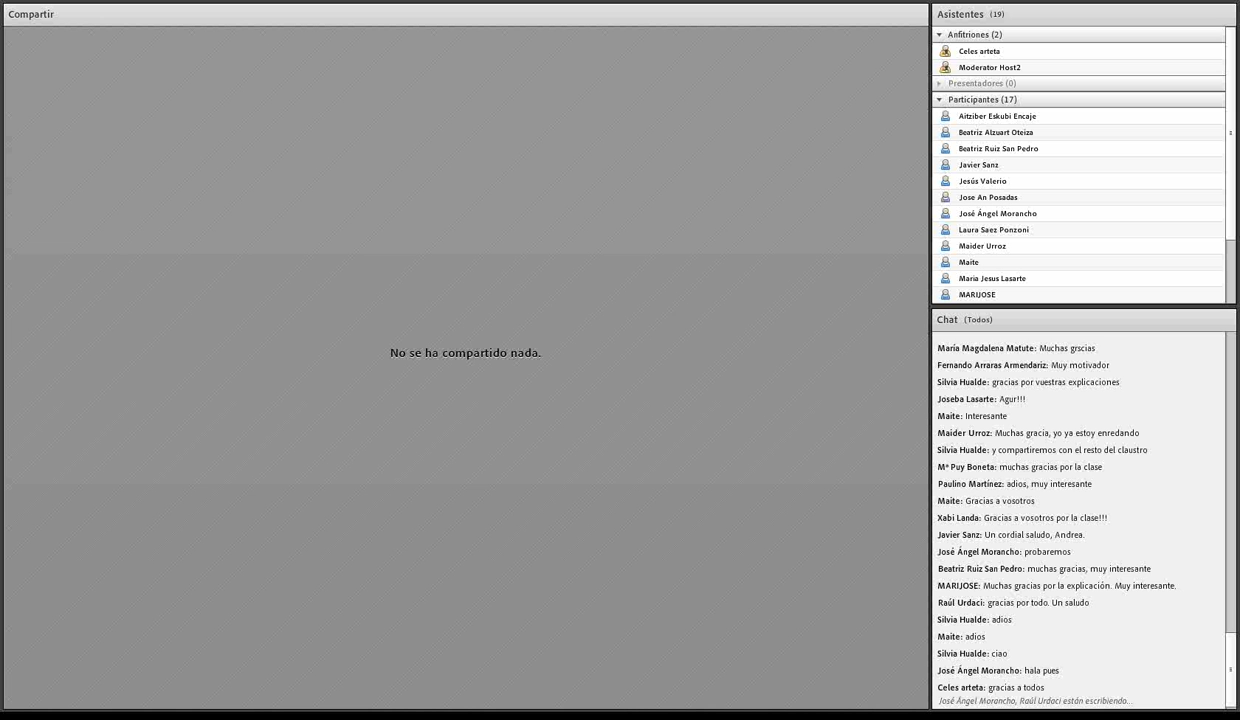 Compartir
No se ha compartido nada.
Asistentes (19)
Anfitriones (2)
Celes arteta
Moderator Host2
Presentadores (0)
Participantes (17)
Aitziber Eskubi Encaje
Beatriz Alzuart Oteiza
Beatriz Ruiz San Pedro
Javier Sanz
Jesús Valerio
Jose An Posadas
José Ángel Morancho
Laura Saez Ponzoni
Maider Urroz
Maite
Maria Jesus Lasarte
MARIJOSE
Chat (Todos)
María Magdalena Matute: Muchas grscias
Fernando Arraras Armendariz: Muy motivador
Silvia Hualde: gracias por vuestras explicaciones
Joseba Lasarte: Agur!!!
Maite: Interesante
Maider Urroz: Muchas gracia, yo ya estoy enredando
Silvia Hualde: y compartiremos con el resto del claustro
Mª Puy Boneta: muchas gracias por la clase
Paulino Martínez: adios, muy interesante
Maite: Gracias a vosotros
Xabi Landa: Gracias a vosotros por la clase!!!
Javier Sanz: Un cordial saludo, Andrea.
José Ángel Morancho: probaremos
Beatriz Ruiz San Pedro: muchas gracias, muy interesante
MARIJOSE: Muchas gracias por la explicación. Muy interesante.
Raúl Urdaci: gracias por todo. Un saludo
Silvia Hualde: adios
Maite: adios
Silvia Hualde: ciao
José Ángel Morancho: hala pues
Celes arteta: gracias a todos
José Ángel Morancho, Raúl Urdaci están escribiendo...